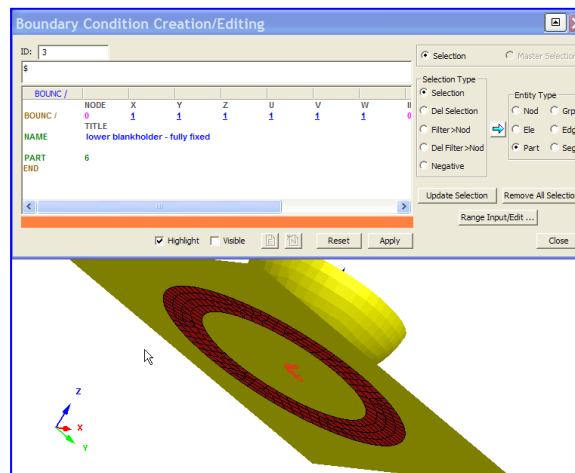 Boundary Condition Creation/Editing
ID: 3
$
Selection Master Selection
BOUNC /
NODE X Y Z U V W
BOUNC / 0 1 1 1 1 1 1 0
TITLE
NAME lower blankholder - fully fixed
PART 6
END
Selection Type
Selection
Del Selection
Filter>Nod
Del Filter>Nod
Negative
Entity Type
Nod Grp
Ele Edg
Part Seg
Update Selection Remove All Selection
Range Input/Edit ...
Highlight Visible Reset Apply Close
Z
X
Y